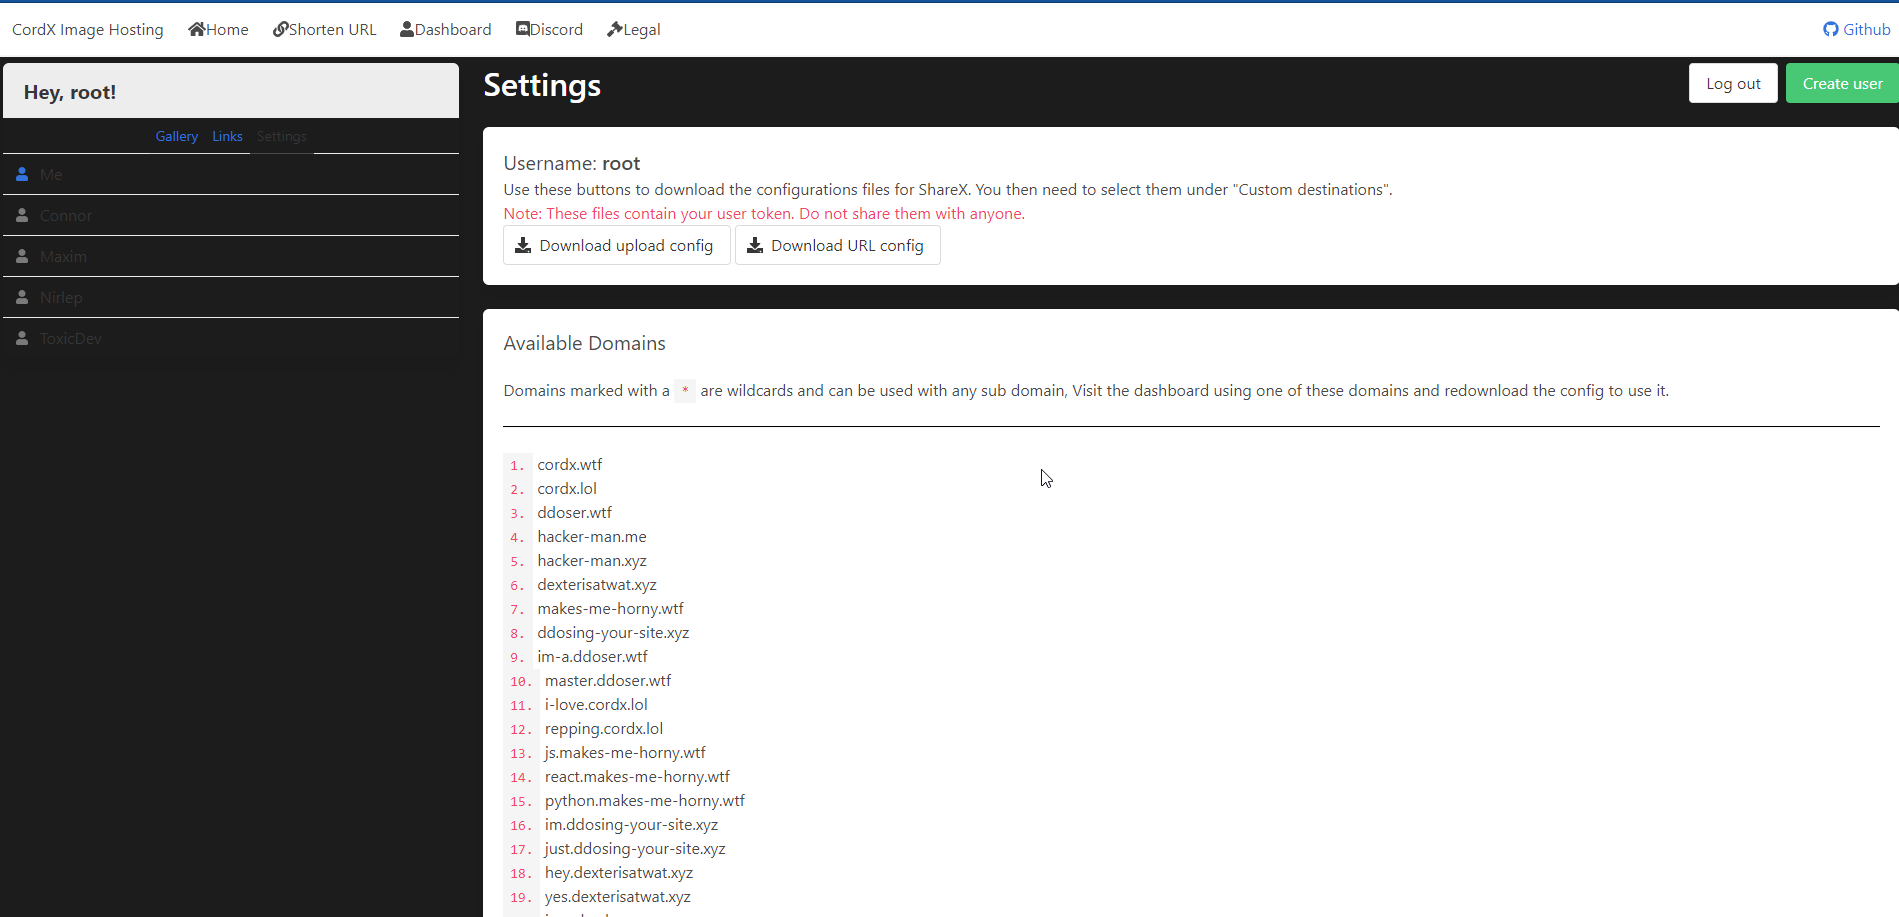 CordX Image Hosting Home Shorten URL Dashboard Discord Legal Github
Hey, root!
Gallery Links Settings
Me
Connor
Maxim
Nirlep
ToxicDev
Settings
Log out Create user
Username: root
Use these buttons to download the configurations files for ShareX. You then need to select them under "Custom destinations".
Note: These files contain your user token. Do not share them with anyone.
Download upload config Download URL config
Available Domains
Domains marked with a * are wildcards and can be used with any sub domain, Visit the dashboard using one of these domains and redownload the config to use it.
1. cordx.wtf
2. cordx.lol
3. ddoser.wtf
4. hacker-man.me
5. hacker-man.xyz
6. dexterisatwat.xyz
7. makes-me-horny.wtf
8. ddosing-your-site.xyz
9. im-a.ddoser.wtf
10. master.ddoser.wtf
11. i-love.cordx.lol
12. repping.cordx.lol
13. js.makes-me-horny.wtf
14. react.makes-me-horny.wtf
15. python.makes-me-horny.wtf
16. im.ddosing-your-site.xyz
17. just.ddosing-your-site.xyz
18. hey.dexterisatwat.xyz
19. yes.dexterisatwat.xyz